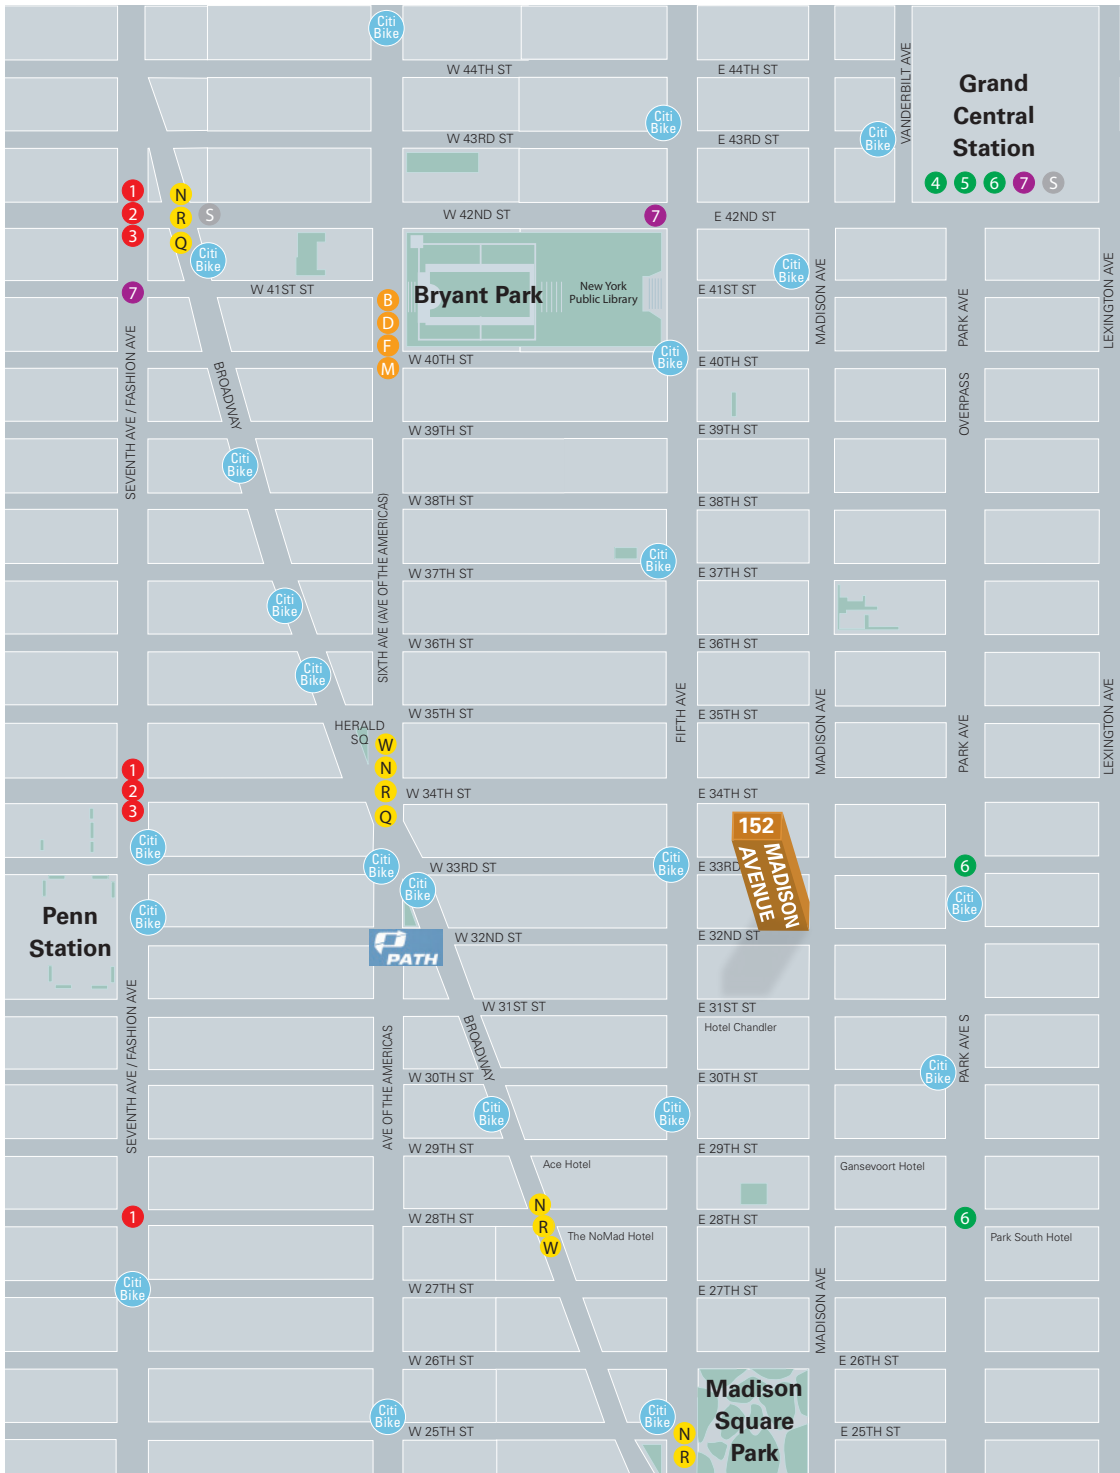 Citi
Bike
W 44TH ST
E 44TH ST
VANDERBILT AVE
Grand
Central
Station
4 5 6 7 S
Citi
Bike
Citi
Bike
W 43RD ST
E 43RD ST
1
2
3
N
R
Q
S
W 42ND ST
7
E 42ND ST
Citi
Bike
Citi
Bike
7
W 41ST ST
B
D
F
M
Bryant Park
New York
Public Library
E 41ST ST
MADISON AVE
PARK AVE
LEXINGTON AVE
Citi
Bike
W 40TH ST
E 40TH ST
SEVENTH AVE / FASHION AVE
BROADWAY
OVERPASS
W 39TH ST
E 39TH ST
Citi
Bike
W 38TH ST
E 38TH ST
SIXTH AVE (AVE OF THE AMERICAS)
Citi
Bike
W 37TH ST
E 37TH ST
Citi
Bike
W 36TH ST
E 36TH ST
Citi
Bike
FIFTH AVE
MADISON AVE
PARK AVE
LEXINGTON AVE
W 35TH ST
E 35TH ST
HERALD
SQ
W
N
R
Q
1
2
3
W 34TH ST
E 34TH ST
152
MADISON
AVENUE
Citi
Bike
Citi
Bike
W 33RD ST
Citi
Bike
E 33RD
6
Citi
Bike
Citi
Bike
Citi
Bike
Penn
Station
PATH
W 32ND ST
E 32ND ST
SEVENTH AVE / FASHION AVE
W 31ST ST
E 31ST ST
Hotel Chandler
BROADWAY
AVE OF THE AMERICAS
PARK AVE S
W 30TH ST
E 30TH ST
Citi
Bike
Citi
Bike
Citi
Bike
W 29TH ST
E 29TH ST
Ace Hotel
Gansevoort Hotel
1
W 28TH ST
N
R
W
E 28TH ST
6
The NoMad Hotel
Park South Hotel
Citi
Bike
W 27TH ST
E 27TH ST
MADISON AVE
W 26TH ST
E 26TH ST
Citi
Bike
Citi
Bike
Madison
Square
Park
W 25TH ST
N
R
E 25TH ST